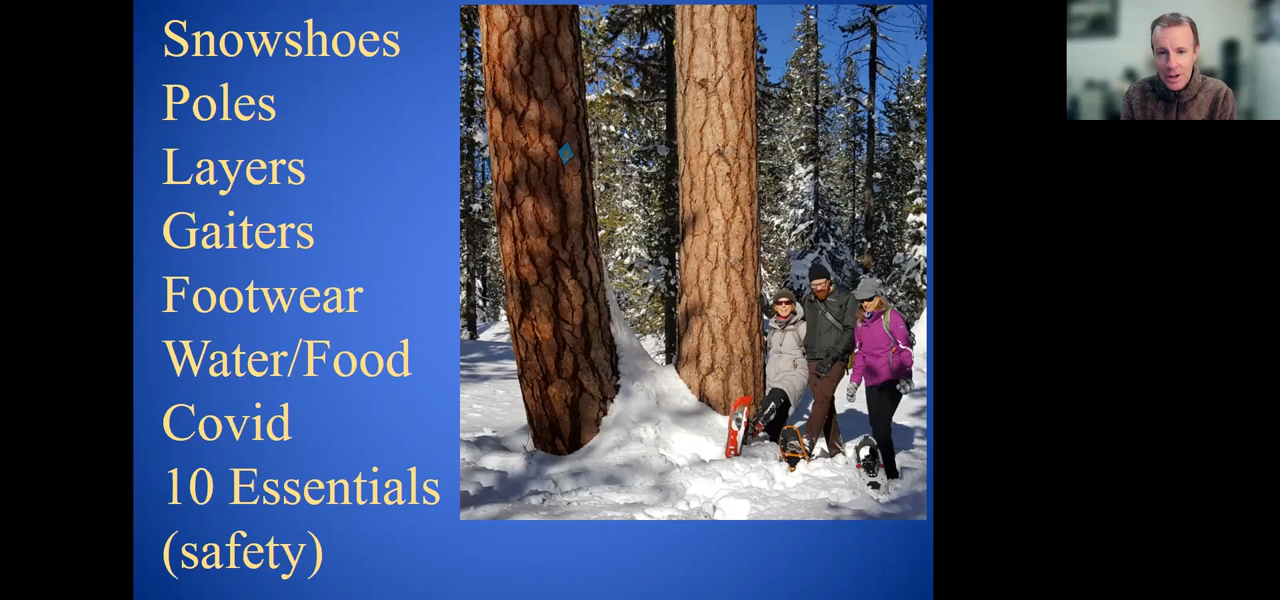 Snowshoes
Poles
Layers
Gaiters
Footwear
Water/Food
Covid
10 Essentials
(safety)